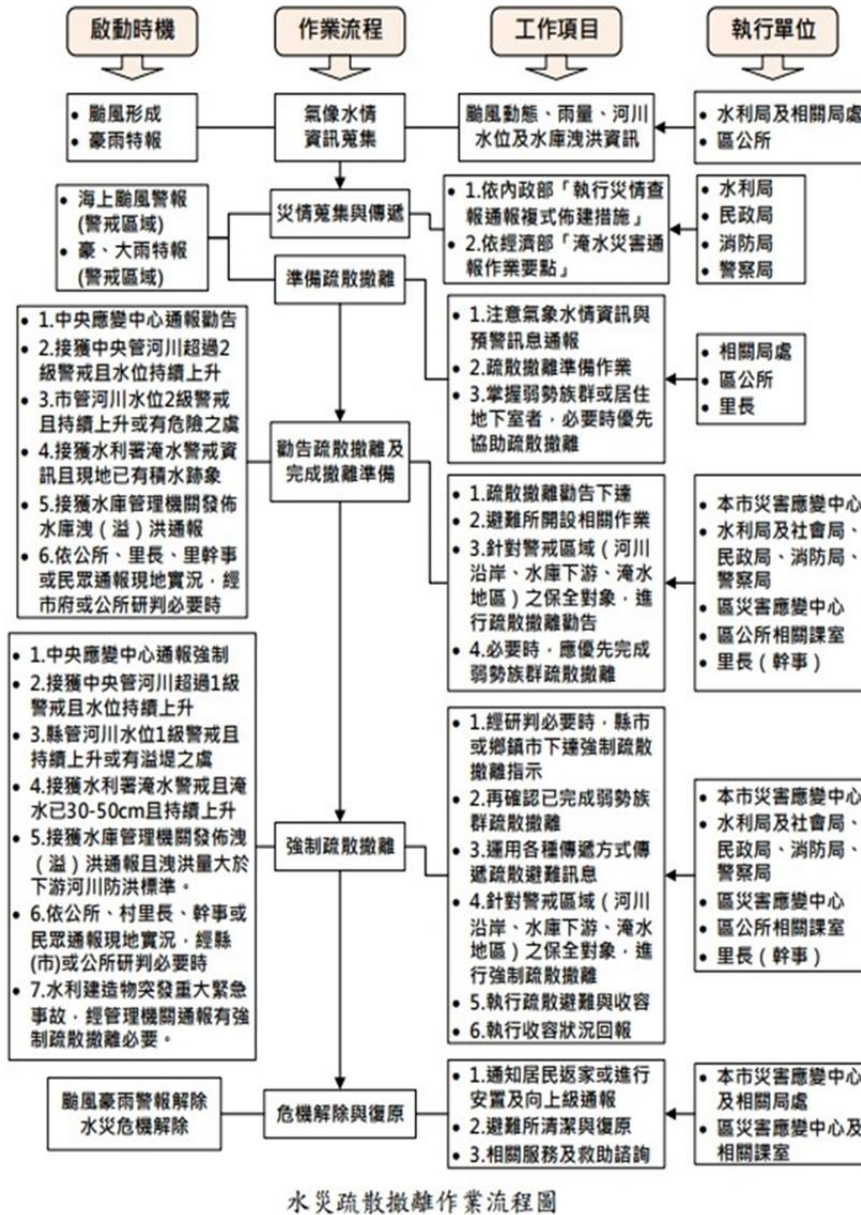 啟動時機
作業流程
工作項目
執行單位
• 颱風形成
• 豪雨特報
氣像水情
資訊蒐集
颱風動態、雨量、河川
水位及水庫洩洪資訊
• 水利局及相關局處
• 區公所
• 海上颱風警報
(警戒區域)
• 豪、大雨特報
(警戒區域)
災情蒐集與傳遞
• 1.依內政部「執行災情查
報通報複式佈建措施」
• 2.依經濟部「淹水災害通
報作業要點」
• 水利局
• 民政局
• 消防局
• 警察局
準備疏散撤離
• 1.注意氣象水情資訊與
預警訊息通報
• 2.疏散撤離準備作業
• 3.掌握弱勢族群或居住
地下室者，必要時優先
協助疏散撤離
• 相關局處
• 區公所
• 里長
• 1.中央應變中心通報勸告
• 2.接獲中央管河川超過2
級警戒且水位持續上升
• 3.市管河川水位2級警戒
且持續上升或有危險之虞
• 4.接獲水利署淹水警戒資
訊且現地已有積水跡象
• 5.接獲水庫管理機關發佈
水庫洩（溢）洪通報
• 6.依公所、里長、里幹事
或民眾通報現地實況，經
市府或公所研判必要時
勸告疏散撤離及
完成撤離準備
• 1.疏散撤離勸告下達
• 2.避難所開設相關作業
• 3.針對警戒區域（河川
沿岸、水庫下游、淹水
地區）之保全對象，進
行疏散撤離勸告
• 4.必要時，應優先完成
弱勢族群疏散撤離
• 本市災害應變中心
• 水利局及社會局、
民政局、消防局、
警察局
• 區災害應變中心
• 區公所相關課室
• 里長（幹事）
• 1.中央應變中心通報強制
• 2.接獲中央管河川超過1級
警戒且水位持續上升
• 3.縣管河川水位1級警戒且
持續上升或有溢堤之虞
• 4.接獲水利署淹水警戒且淹
水已30-50cm且持續上升
• 5.接獲水庫管理機關發佈洩
（溢）洪通報且洩洪量大於
下游河川防洪標準。
• 6.依公所、村里長、幹事或
民眾通報現地實況，經縣
(市)或公所研判必要時
• 7.水利建造物突發重大緊急
事故，經管理機關通報有強
制疏散撤離必要。
強制疏散撤離
• 1.經研判必要時，縣市
或鄉鎮市下達強制疏散
撤離指示
• 2.再確認已完成弱勢族
群疏散撤離
• 3.運用各種傳遞方式傳
遞疏散避難訊息
• 4.針對警戒區域（河川
沿岸、水庫下游、淹水
地區）之保全對象，進
行強制疏散撤離
• 5.執行疏散避難與收容
• 6.執行收容狀況回報
• 本市災害應變中心
• 水利局及社會局、
民政局、消防局、
警察局
• 區災害應變中心
• 區公所相關課室
• 里長（幹事）
颱風豪雨警報解除
水災危機解除
危機解除與復原
• 1.通知居民返家或進行
安置及向上級通報
• 2.避難所清潔與復原
• 3.相關服務及救助諮詢
• 本市災害應變中心
及相關局處
• 區災害應變中心及
相關課室
水災疏散撤離作業流程圖